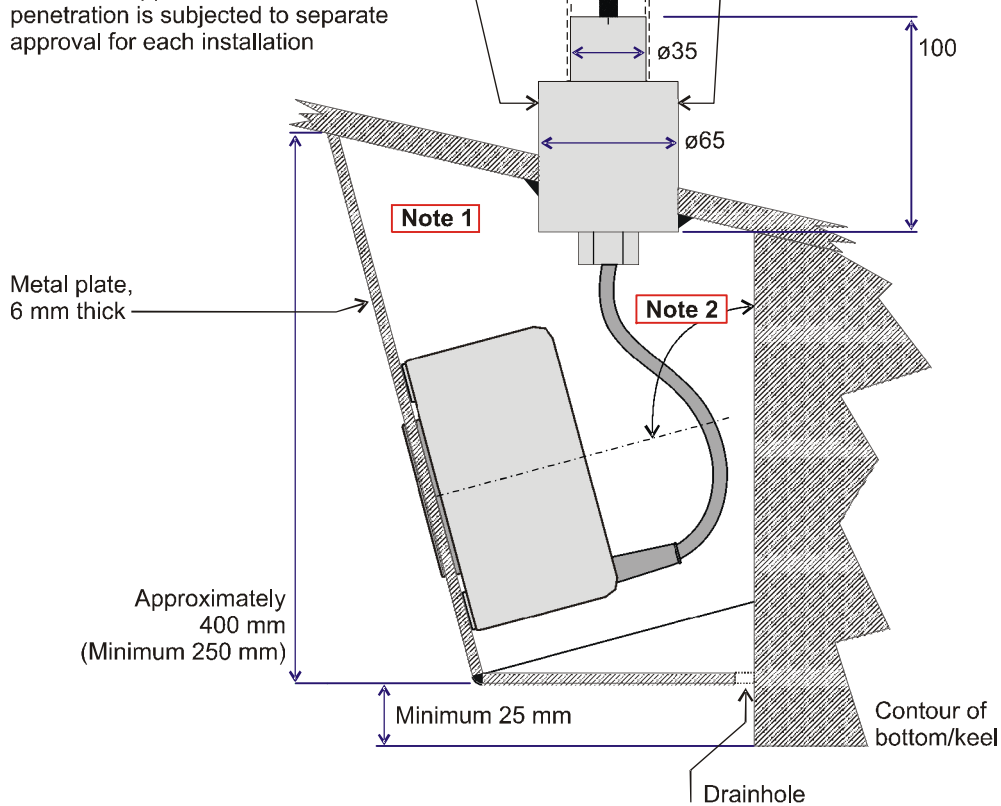 penetration is subjected to separate
approval for each installation
ø35
100
ø65
Note 1
Metal plate,
6 mm thick
Note 2
Approximately
400 mm
(Minimum 250 mm)
Minimum 25 mm
Contour of
bottom/keel
Drainhole